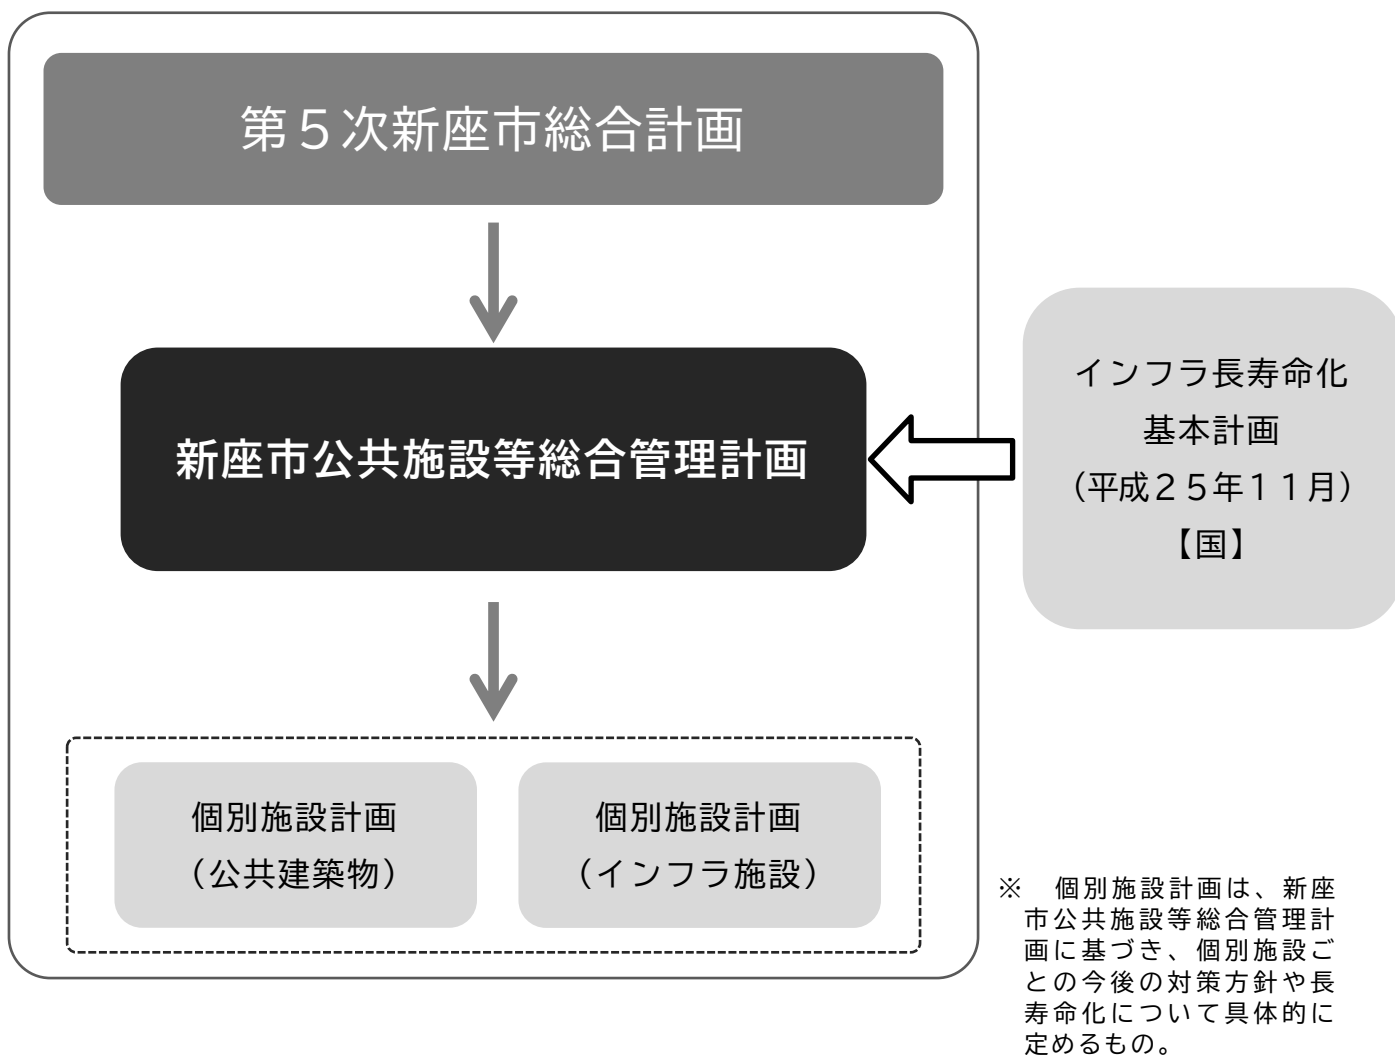 第５次新座市総合計画
新座市公共施設等総合管理計画
インフラ長寿命化
基本計画
（平成２５年１１月）
【国】
個別施設計画
（公共建築物）
個別施設計画
（インフラ施設）
※　個別施設計画は、新座
市公共施設等総合管理計
画に基づき、個別施設ご
との今後の対策方針や長
寿命化について具体的に
定めるもの。